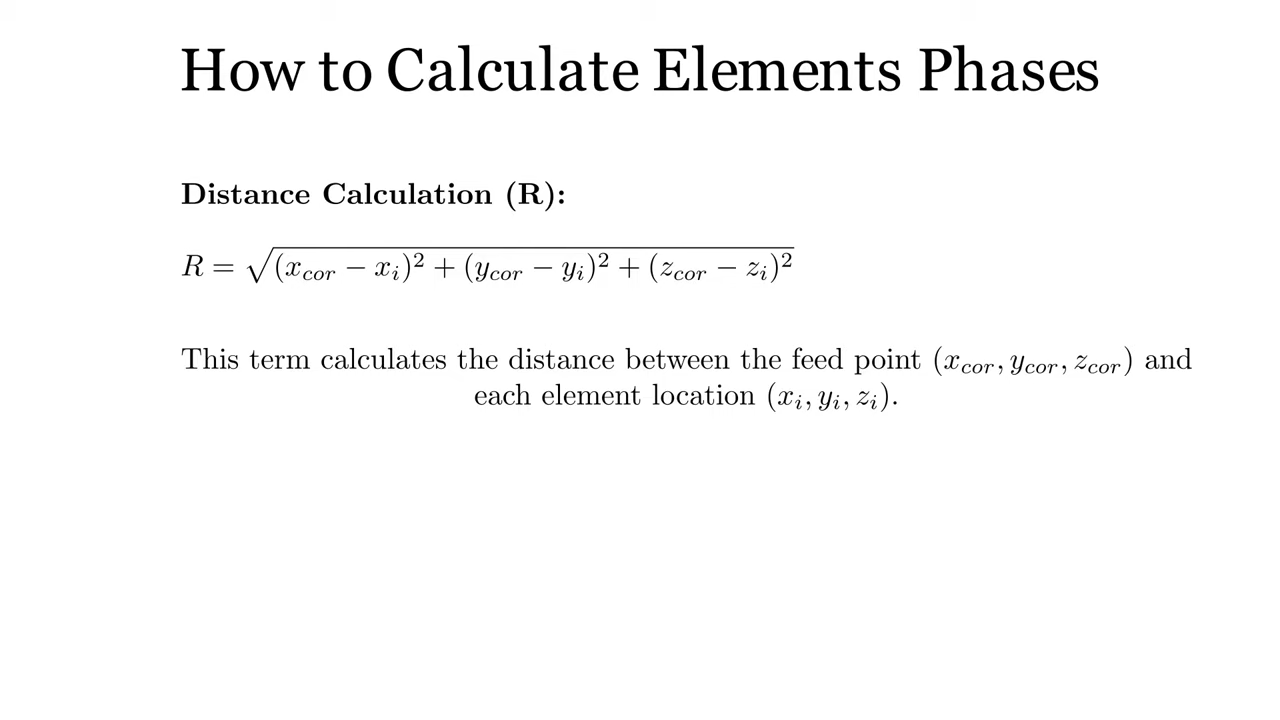 How to Calculate Elements Phases
Distance Calculation (R):
R = √(x_cor − x_i)² + (y_cor − y_i)² + (z_cor − z_i)²
This term calculates the distance between the feed point (x_cor, y_cor, z_cor) and
each element location (x_i, y_i, z_i).